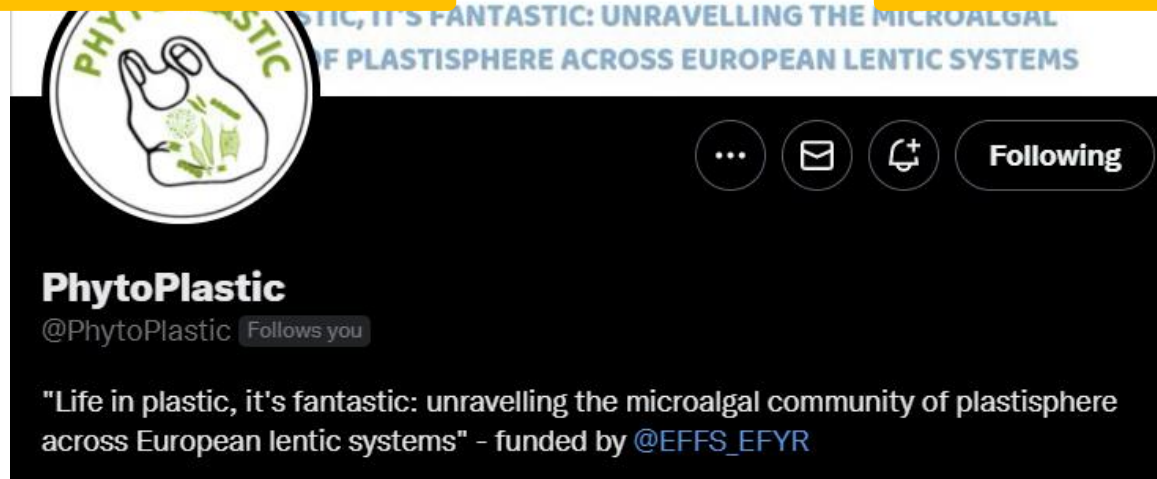 STIC, IT'S FANTASTIC: UNRAVELLING THE MICROALGAL
OF PLASTISPHERE ACROSS EUROPEAN LENTIC SYSTEMS
Following
PhytoPlastic
@PhytoPlastic Follows you
"Life in plastic, it's fantastic: unravelling the microalgal community of plastisphere
across European lentic systems" - funded by @EFFS_EFYR